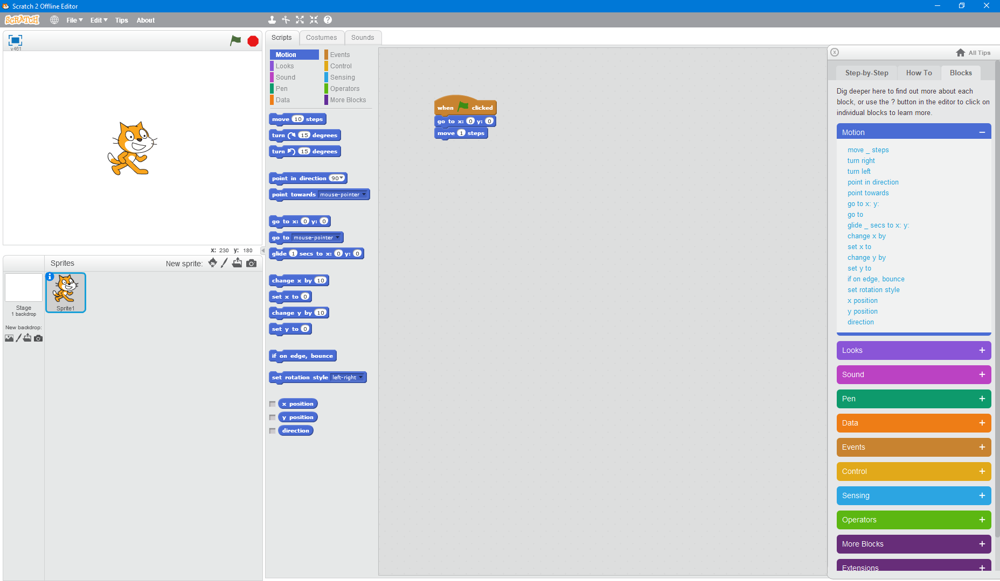 Scratch 2 Offline Editor
SCRATCH
File
Edit
Tips
About
v461
x: 230 y: 180
Sprites
New sprite:
Stage
1 backdrop
New backdrop:
Sprite1
Scripts
Costumes
Sounds
Motion
Looks
Sound
Pen
Data
Events
Control
Sensing
Operators
More Blocks
move 10 steps
turn 15 degrees
turn 15 degrees
point in direction 90
point towards mouse-pointer
go to x: 0 y: 0
go to mouse-pointer
glide 1 secs to x: 0 y: 0
change x by 10
set x to 0
change y by 10
set y to 0
if on edge, bounce
set rotation style left-right
x position
y position
direction
when clicked
go to x: 0 y: 0
move 1 steps
All Tips
Step-by-Step
How To
Blocks
Dig deeper here to find out more about each
block, or use the ? button in the editor to click on
individual blocks to learn more.
Motion
move _ steps
turn right
turn left
point in direction
point towards
go to x: y:
go to
glide _ secs to x: y:
change x by
set x to
change y by
set y to
if on edge, bounce
set rotation style
x position
y position
direction
Looks
Sound
Pen
Data
Events
Control
Sensing
Operators
More Blocks
Extensions